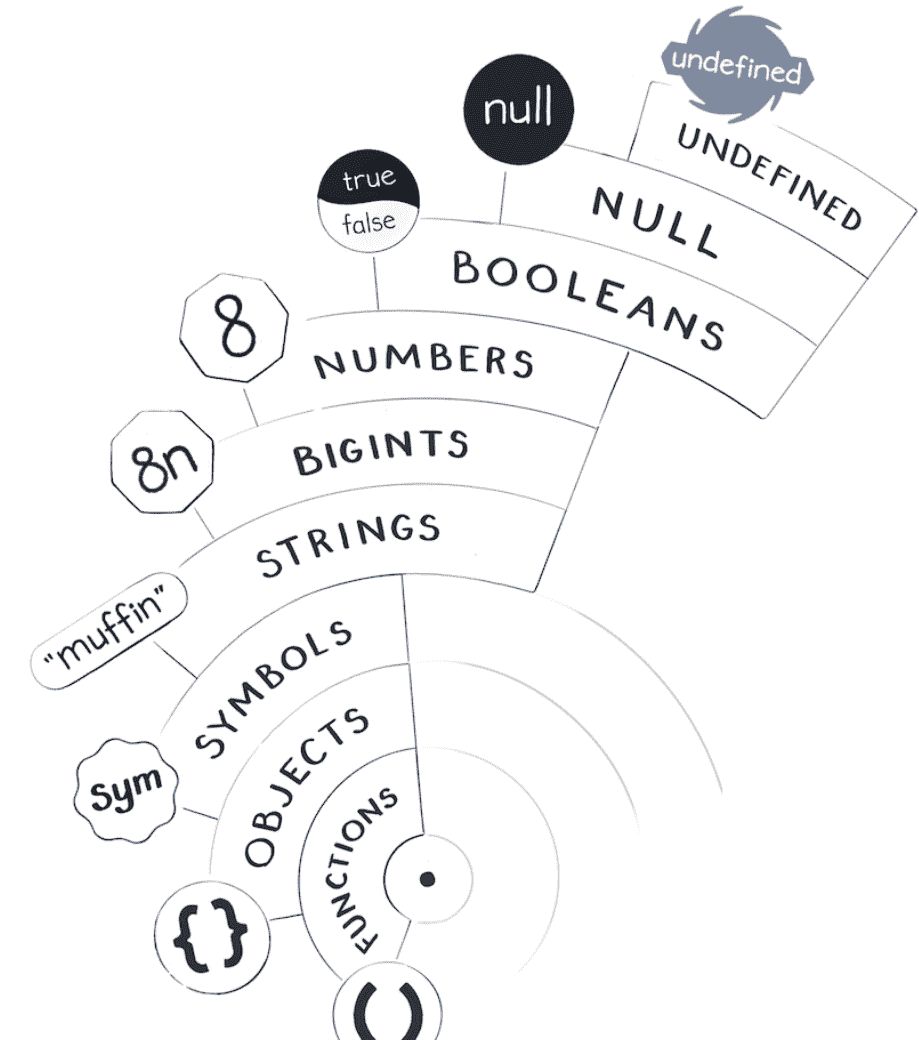 undefined
UNDEFINED
null
NULL
true
false
BOOLEANS
8
NUMBERS
8n
BIGINTS
"muffin"
STRINGS
sym
SYMBOLS
{}
OBJECTS
()
FUNCTIONS